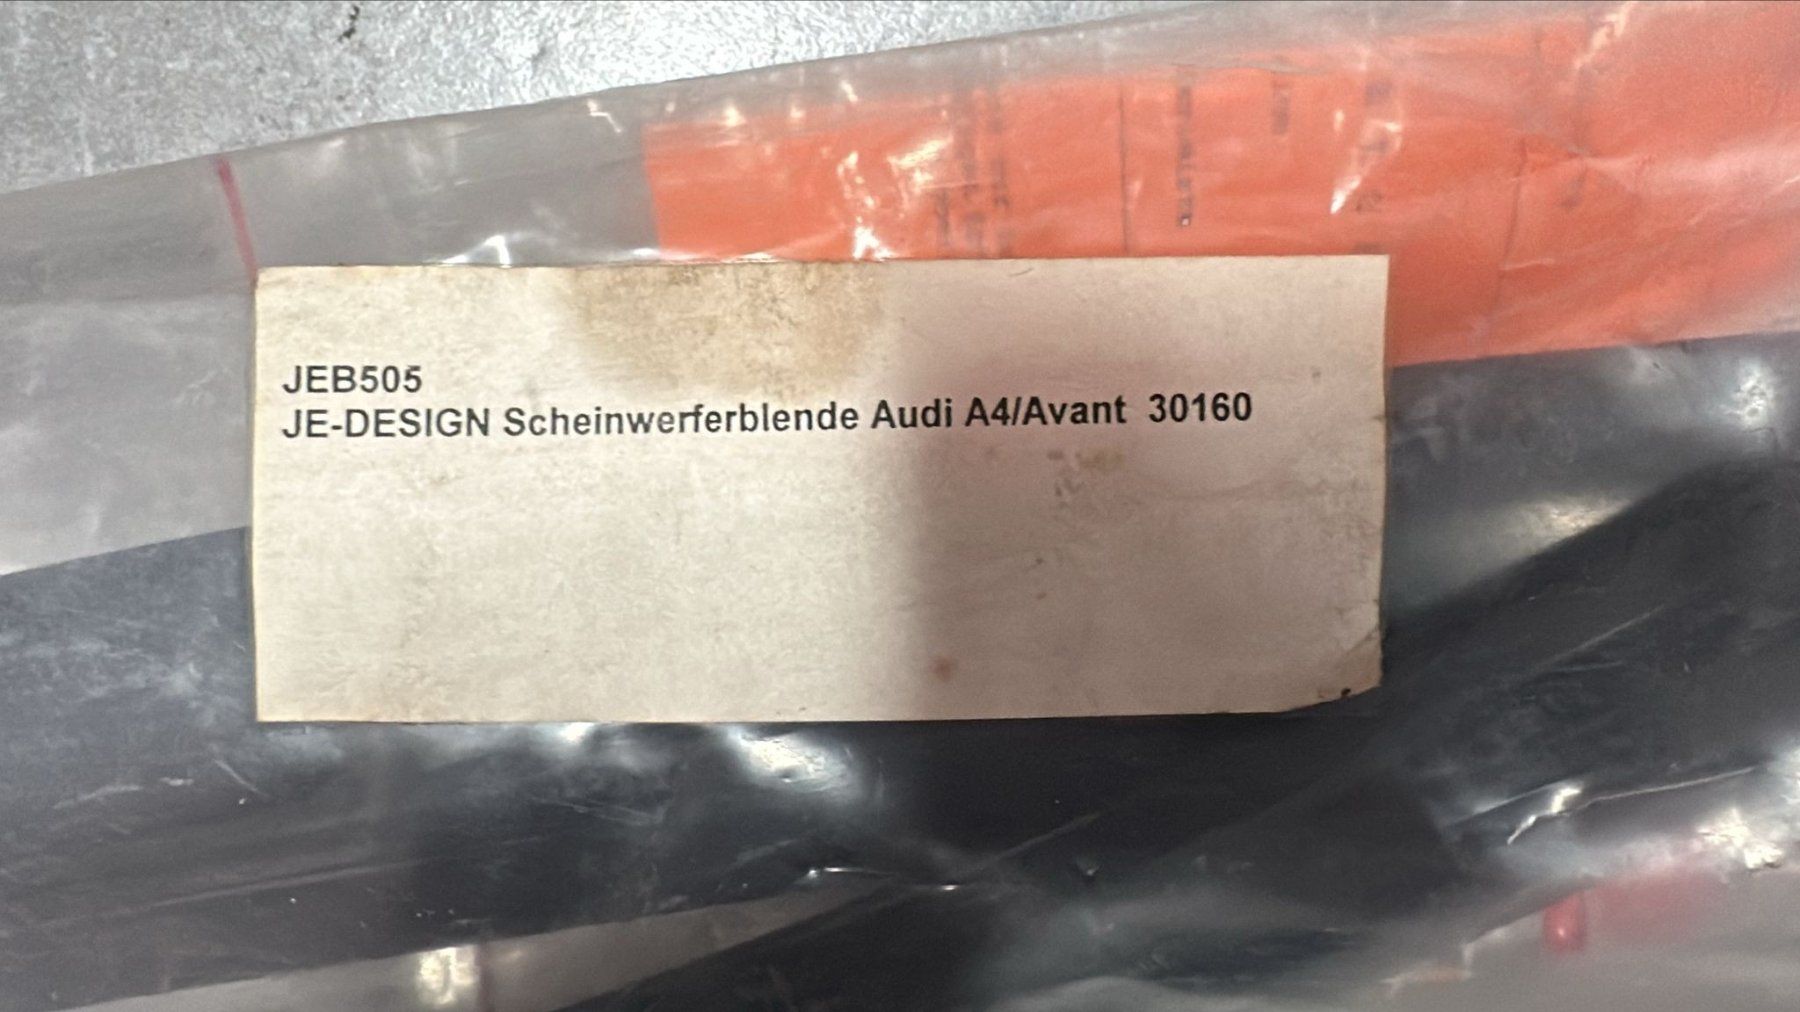 JEB505
JE-DESIGN Scheinwerferblende Audi A4/Avant 30160